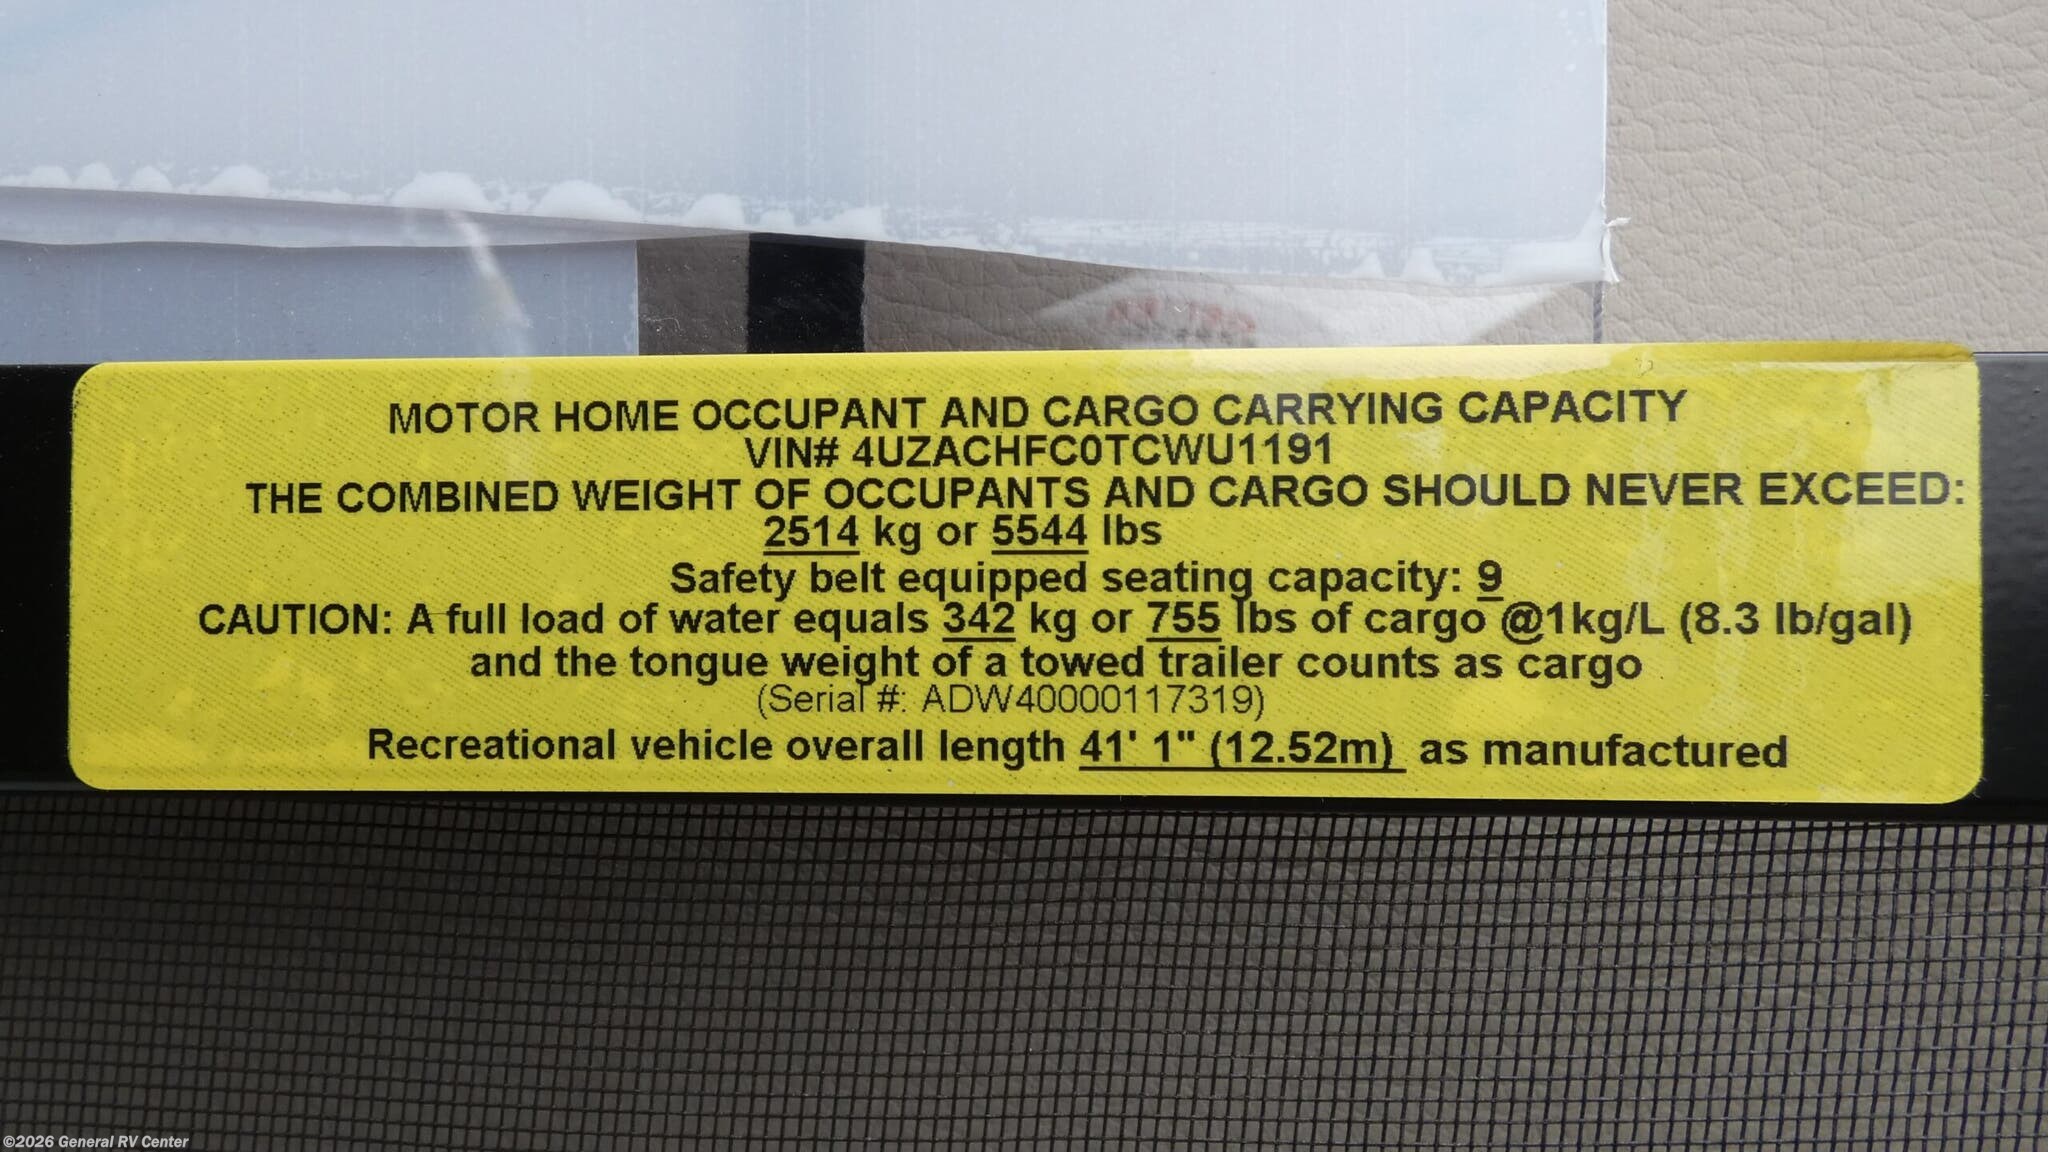 MOTOR HOME OCCUPANT AND CARGO CARRYING CAPACITY
VIN# 4UZACHFC0TCWU1191
THE COMBINED WEIGHT OF OCCUPANTS AND CARGO SHOULD NEVER EXCEED:
2514 kg or 5544 lbs
Safety belt equipped seating capacity: 9
CAUTION: A full load of water equals 342 kg or 755 lbs of cargo @1kg/L (8.3 lb/gal)
and the tongue weight of a towed trailer counts as cargo
(Serial #: ADW40000117319)
Recreational vehicle overall length 41' 1" (12.52m) as manufactured
©2026 General RV Center